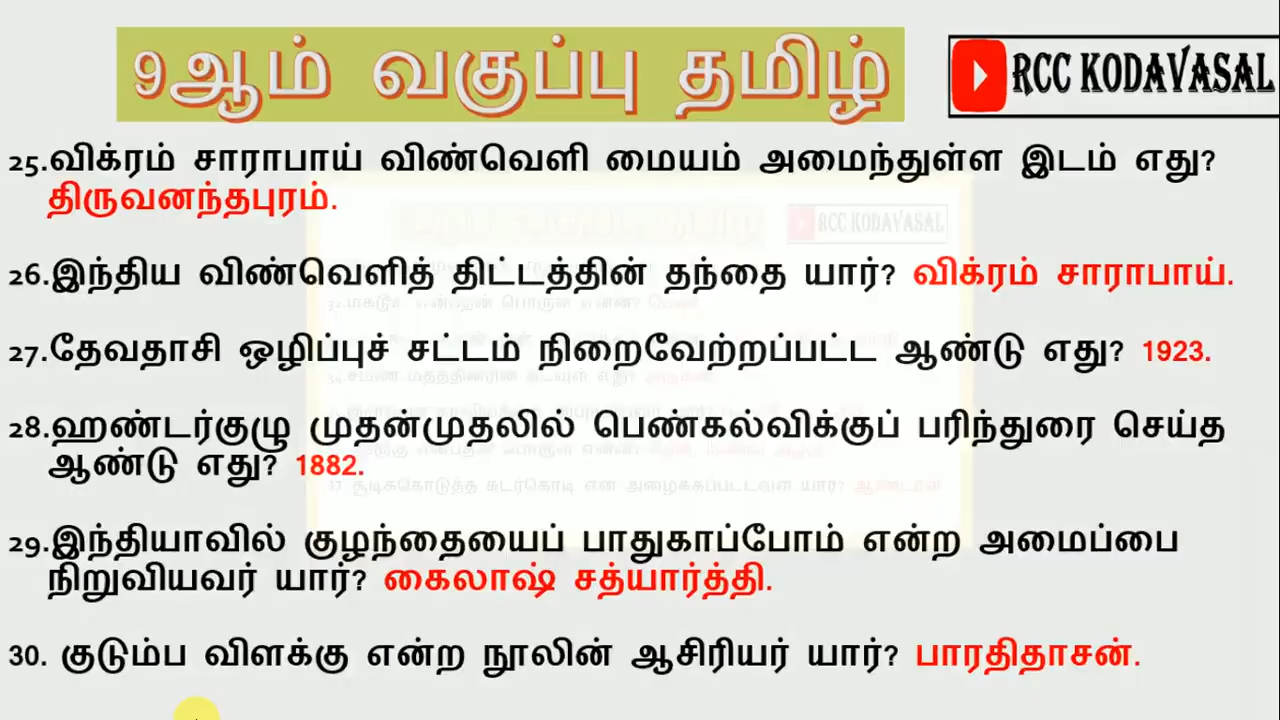 9ஆம் வகுப்பு தமிழ்
RCC KODAVASAL
25.விக்ரம் சாராபாய் விண்வெளி மையம் அமைந்துள்ள இடம் எது?
திருவனந்தபுரம்.
26.இந்திய விண்வெளித் திட்டத்தின் தந்தை யார்? விக்ரம் சாராபாய்.
27.தேவதாசி ஒழிப்புச் சட்டம் நிறைவேற்றப்பட்ட ஆண்டு எது? 1923.
28.ஹண்டர்குழு முதன்முதலில் பெண்கல்விக்குப் பரிந்துரை செய்த
ஆண்டு எது? 1882.
29.இந்தியாவில் குழந்தையைப் பாதுகாப்போம் என்ற அமைப்பை
நிறுவியவர் யார்? கைலாஷ் சத்யார்த்தி.
30. குடும்ப விளக்கு என்ற நூலின் ஆசிரியர் யார்? பாரதிதாசன்.